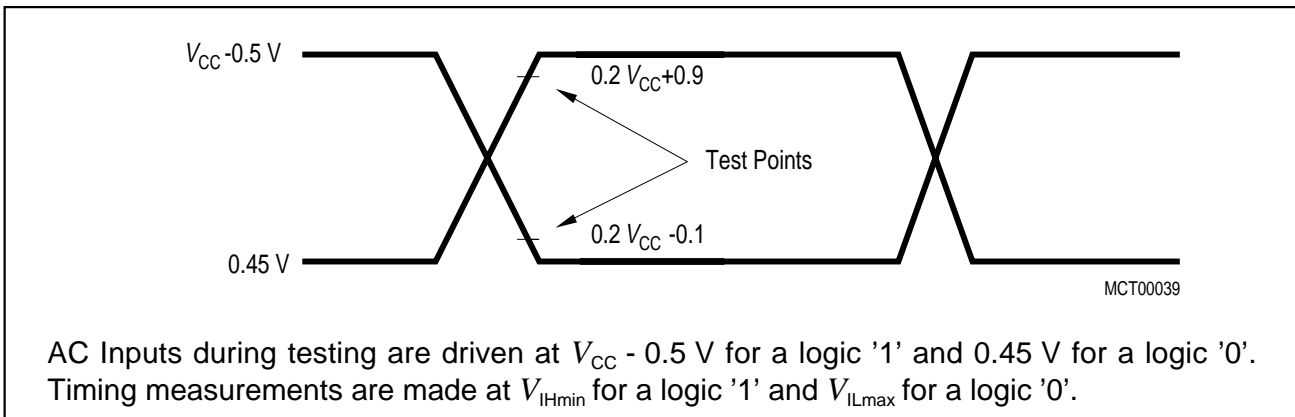 VCC -0.5 V
0.2 VCC+0.9
Test Points
0.2 VCC -0.1
0.45 V
MCT00039
AC Inputs during testing are driven at VCC - 0.5 V for a logic '1' and 0.45 V for a logic '0'.
Timing measurements are made at VIHmin for a logic '1' and VILmax for a logic '0'.